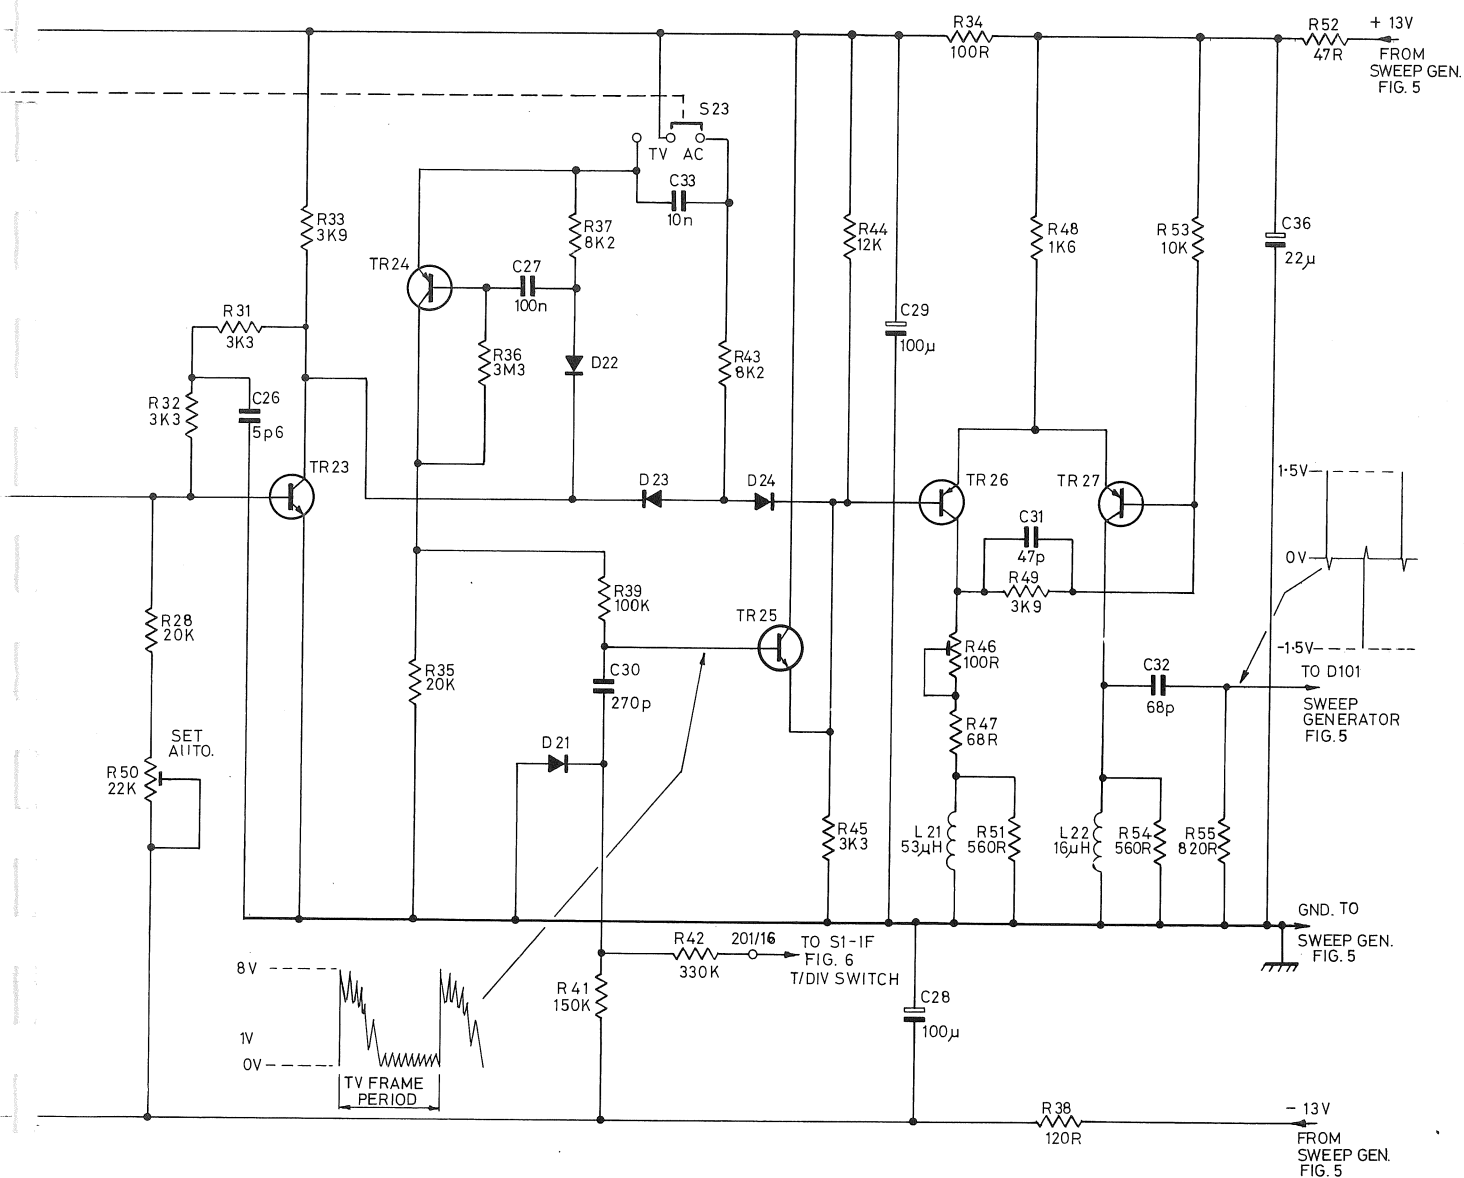 R34
100R
R52
47R
+ 13V
FROM
SWEEP GEN.
FIG. 5
S23
TV AC
C33
10n
R33
3K9
R37
8K2
R44
12K
R48
1K6
R53
10K
C36
22µ
TR24
C27
100n
R31
3K3
C29
100µ
R36
3M3
D22
R43
8K2
R32
3K3
C26
5p6
TR23
D23
D24
TR26
TR27
1·5V
C31
47p
0V
R49
3K9
R28
20K
R39
100K
TR25
R46
100R
-1·5V
R35
20K
C30
270p
C32
68p
TO D101
SWEEP
GENERATOR
FIG.5
R47
68R
SET
AUTO.
D21
R50
22K
R45
3K3
L21
53µH
R51
560R
L22
16µH
R54
560R
R55
820R
GND. TO
SWEEP GEN.
FIG. 5
R42
330K
201/16
TO S1-1F
FIG. 6
T/DIV SWITCH
8V
1V
0V
TV FRAME
PERIOD
R41
150K
C28
100µ
R38
120R
- 13V
FROM
SWEEP GEN.
FIG. 5